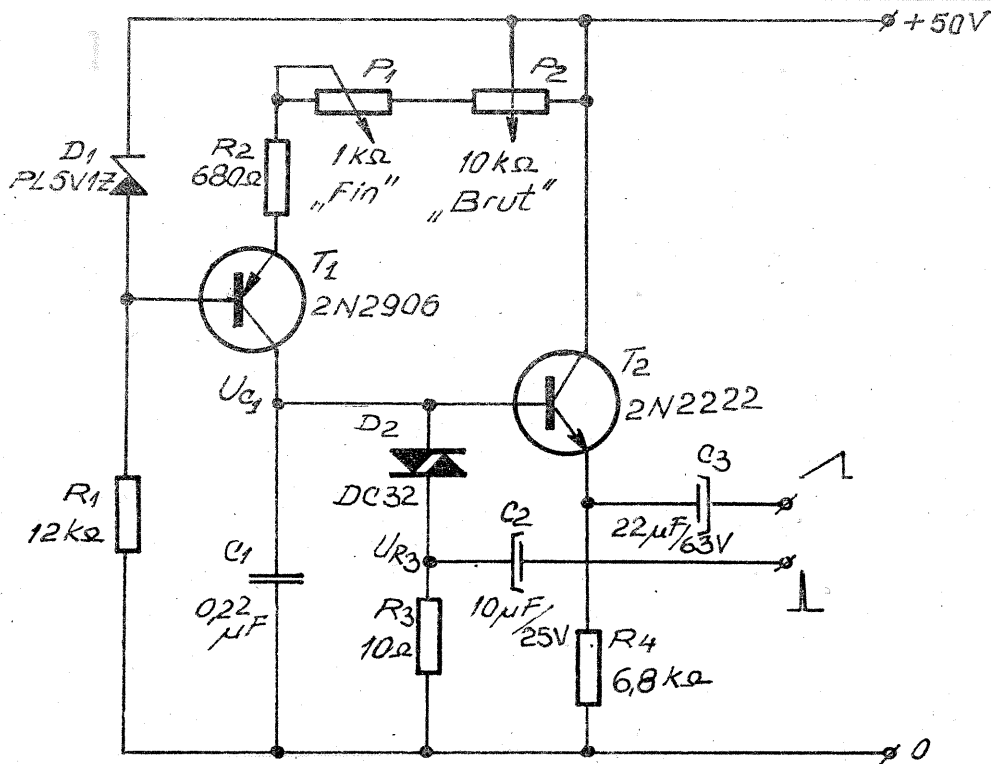 +50V
P1
P2
D1
PL5V1Z
R2
680Ω
1kΩ
„Fin"
10kΩ
„Brut"
T1
2N2906
UC1
T2
2N2222
D2
DC32
R1
12kΩ
C3
22µF/63V
C2
UR3
10µF/25V
C1
0,22
µF
R3
10Ω
R4
6,8kΩ
0